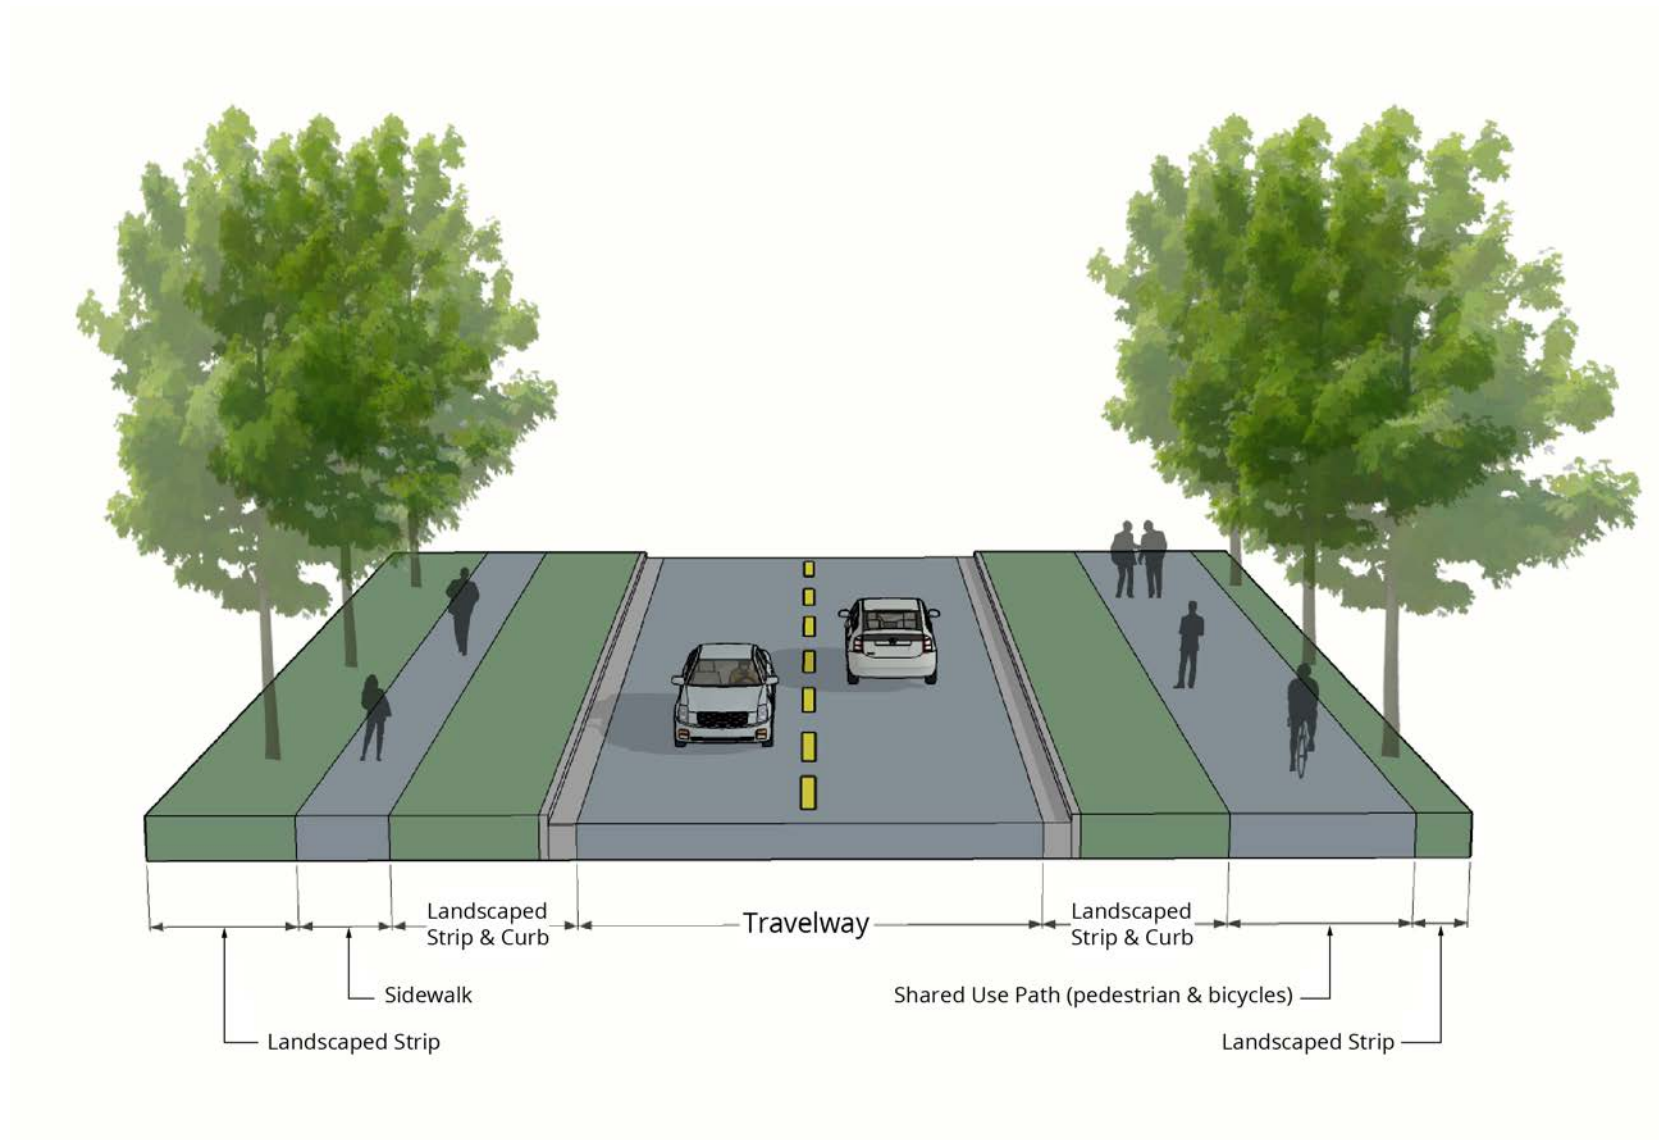 Landscaped
Strip & Curb
Travelway
Landscaped
Strip & Curb
Sidewalk
Shared Use Path (pedestrian & bicycles)
Landscaped Strip
Landscaped Strip